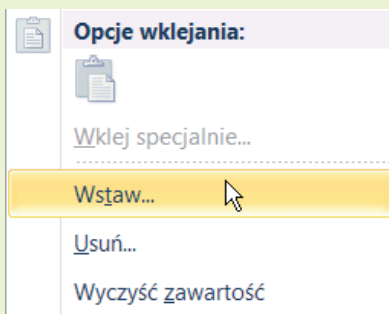 Opcje wklejania:
Wklej specjalnie...
Wstaw...
Usuń...
Wyczyść zawartość